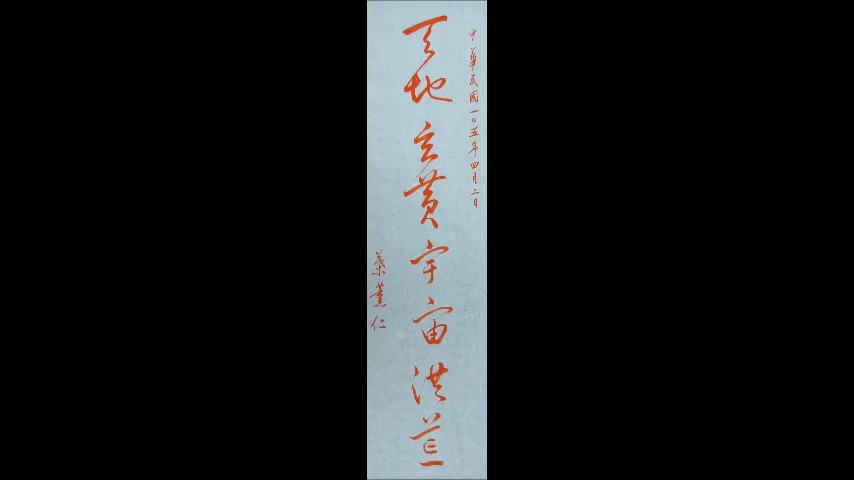 中華民國一〇五年四月二日
天地玄黃宇宙洪荒
葉薰仁